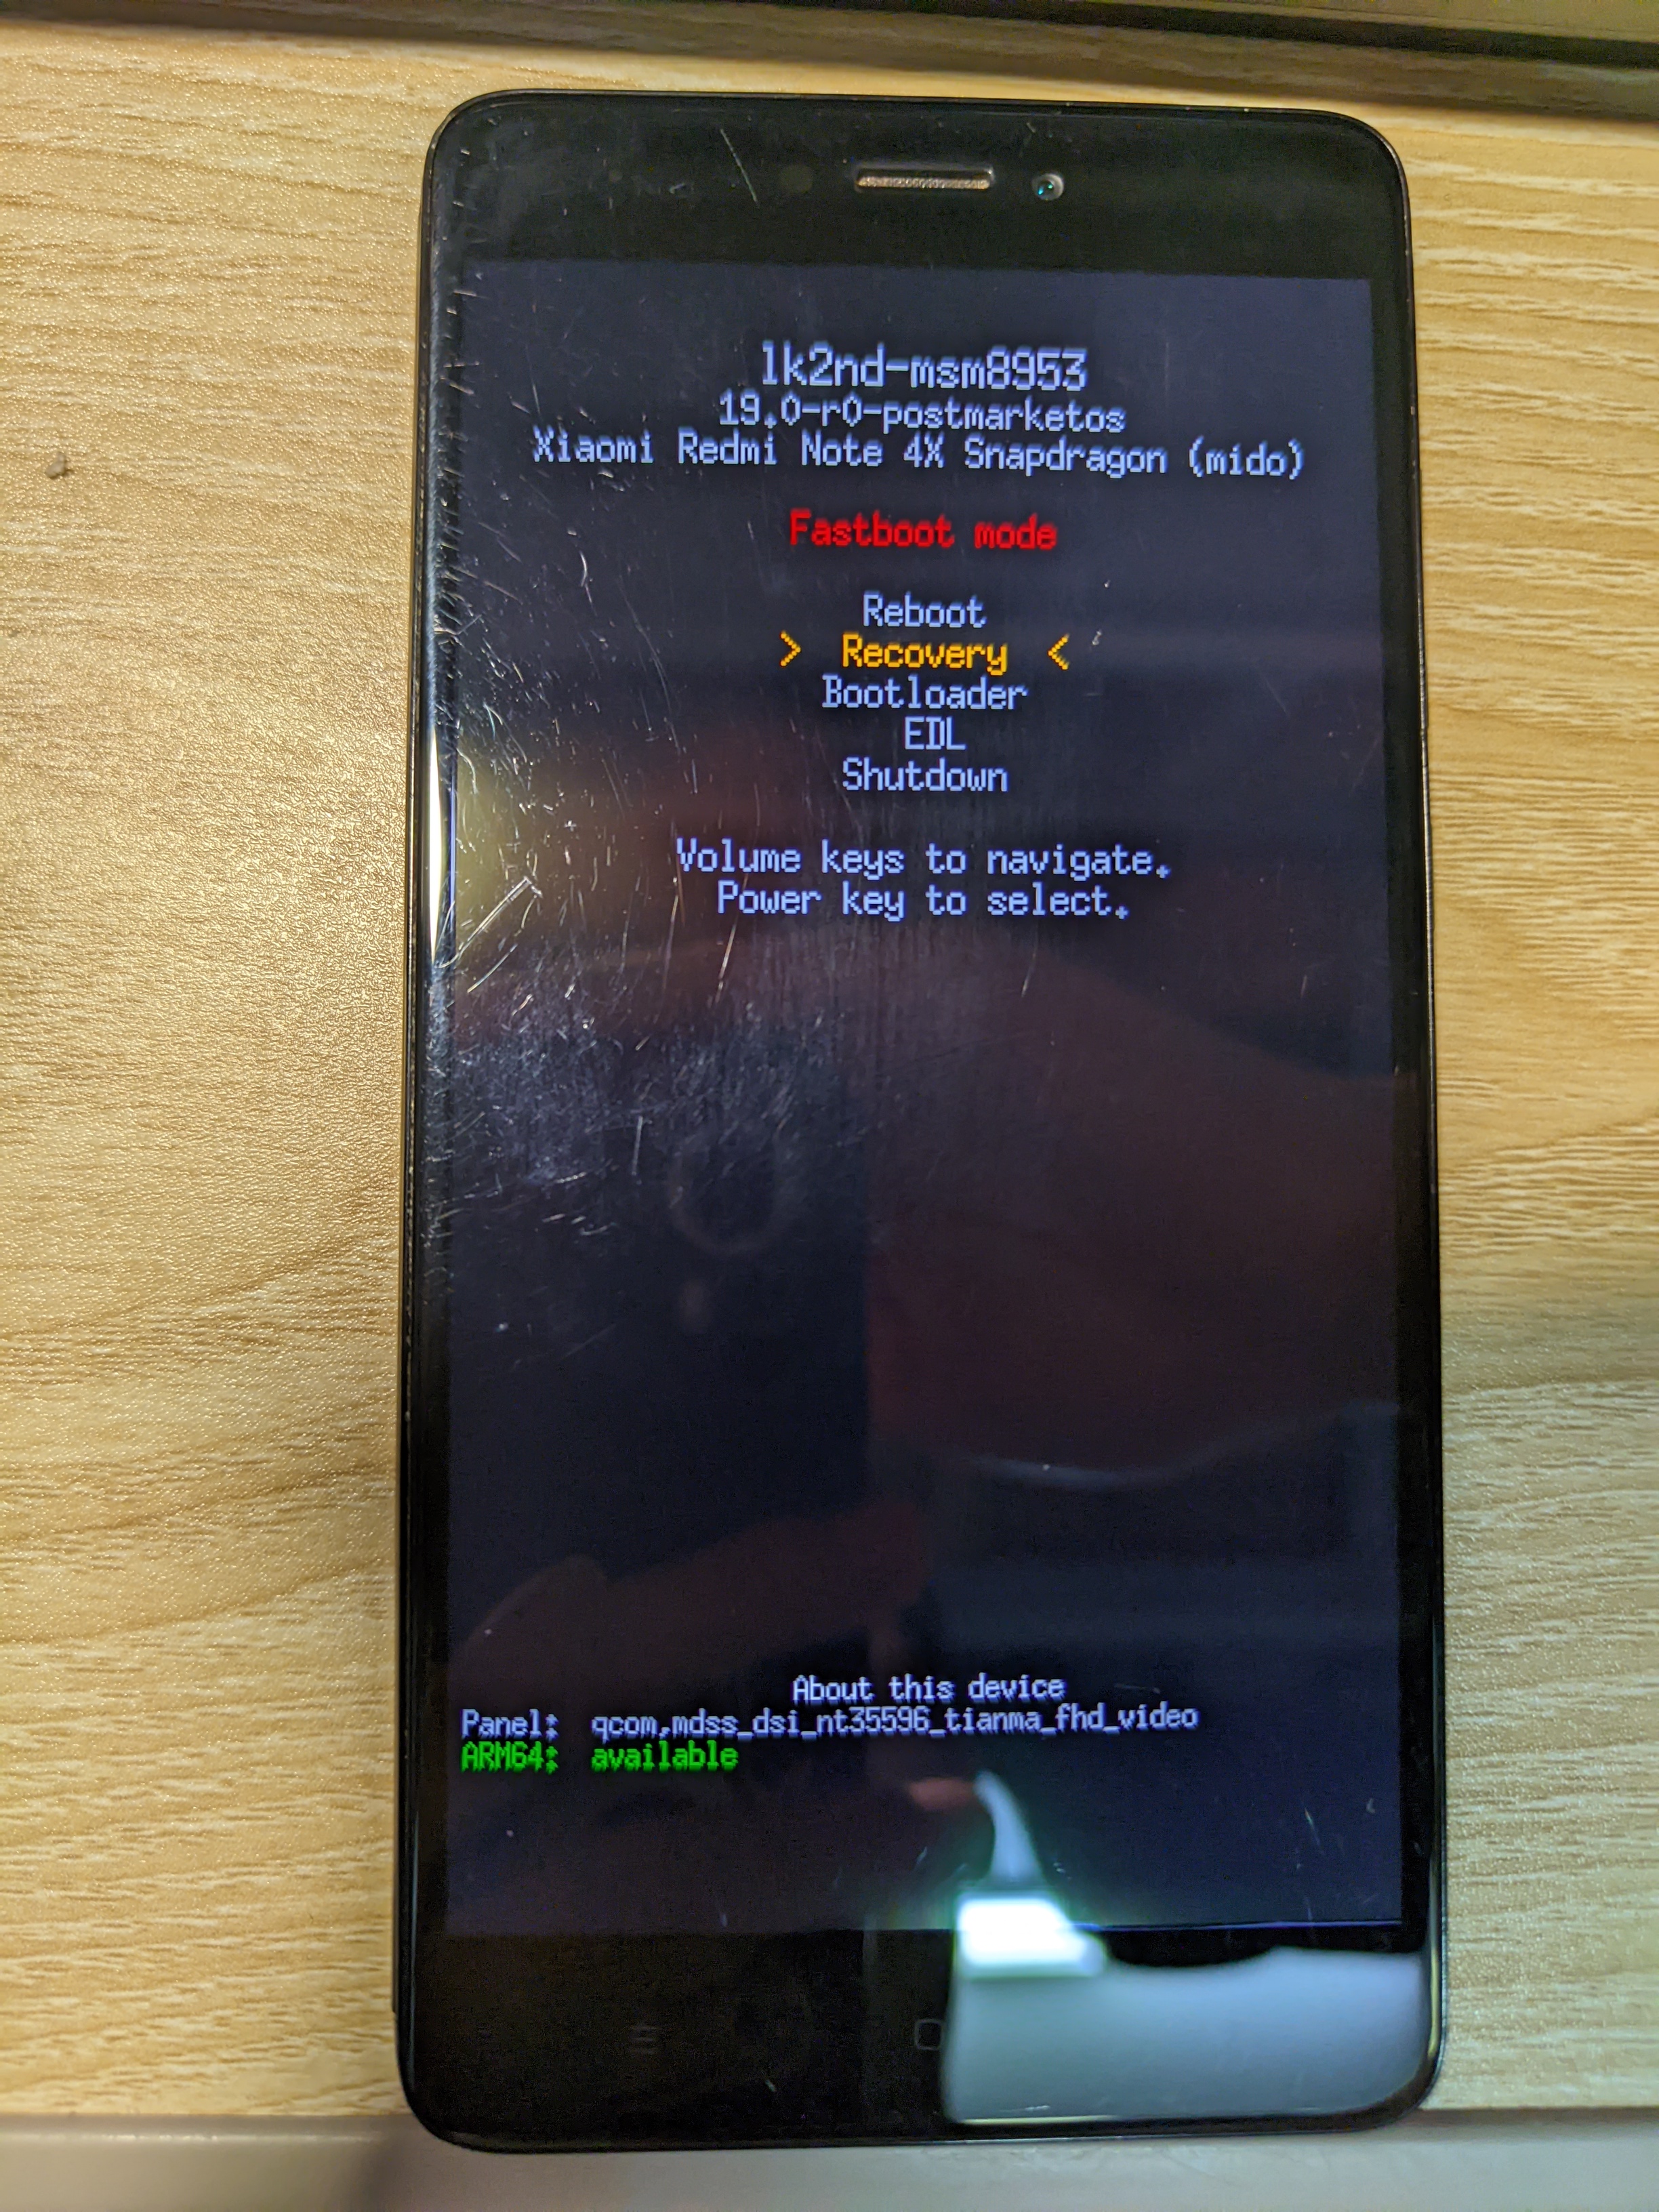 lk2nd-msm8953
19.0-r0-postmarketos
Xiaomi Redmi Note 4X Snapdragon (mido)
Fastboot mode
Reboot
> Recovery <
Bootloader
EDL
Shutdown
Volume keys to navigate.
Power key to select.
About this device
Panel: qcom,mdss_dsi_nt35596_tianma_fhd_video
ARM64: available